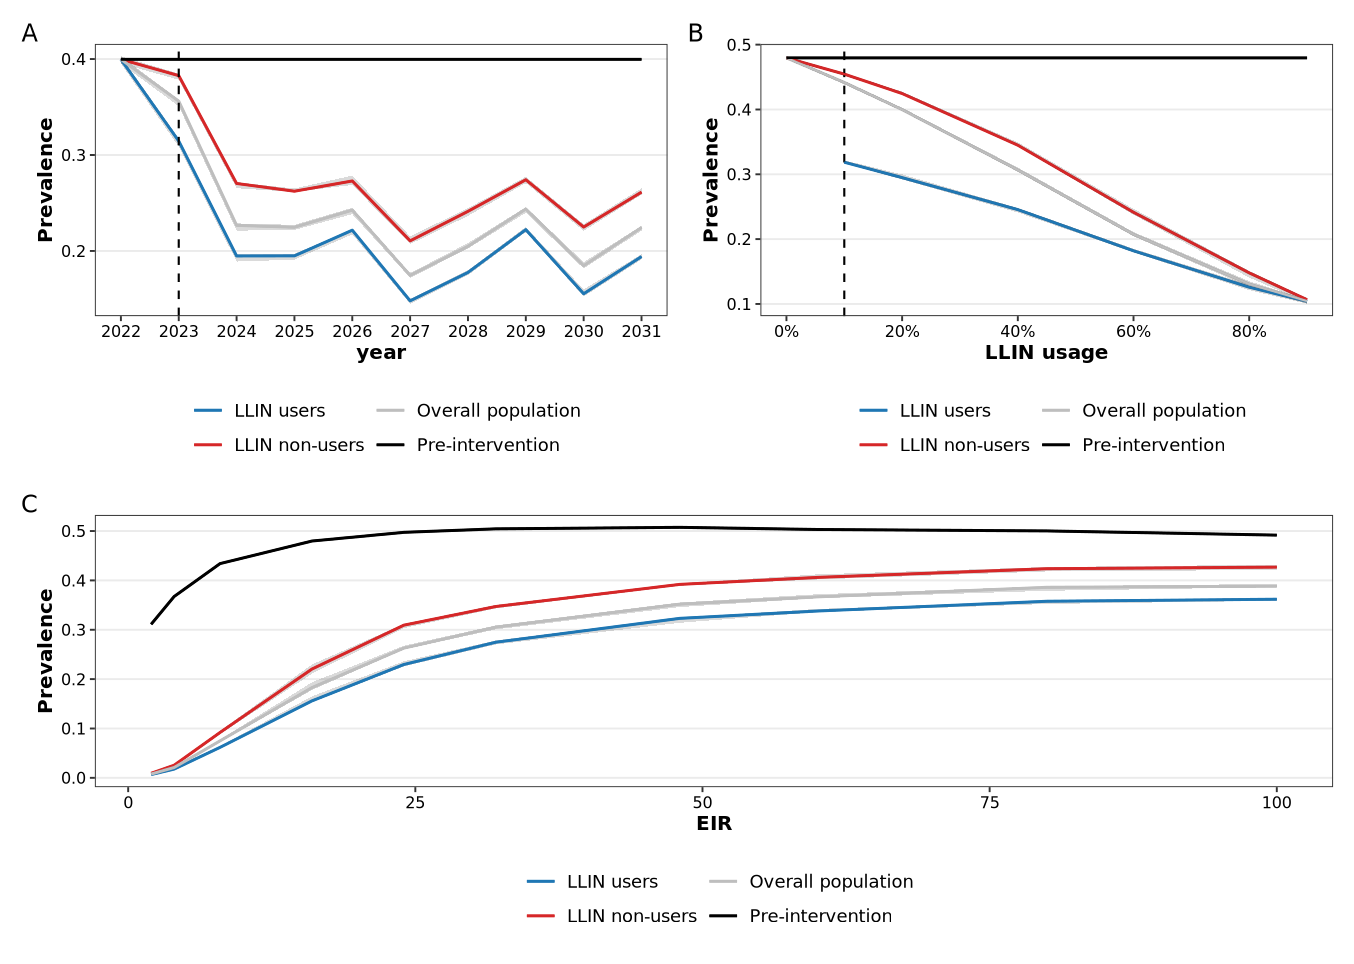 A
B
Prevalence
0.4
0.3
0.2
2022 2023 2024 2025 2026 2027 2028 2029 2030 2031
year
Prevalence
0.5
0.4
0.3
0.2
0.1
0% 20% 40% 60% 80%
LLIN usage
LLIN users Overall population
LLIN non-users Pre-intervention
LLIN users Overall population
LLIN non-users Pre-intervention
C
Prevalence
0.5
0.4
0.3
0.2
0.1
0.0
0 25 50 75 100
EIR
LLIN users Overall population
LLIN non-users Pre-intervention